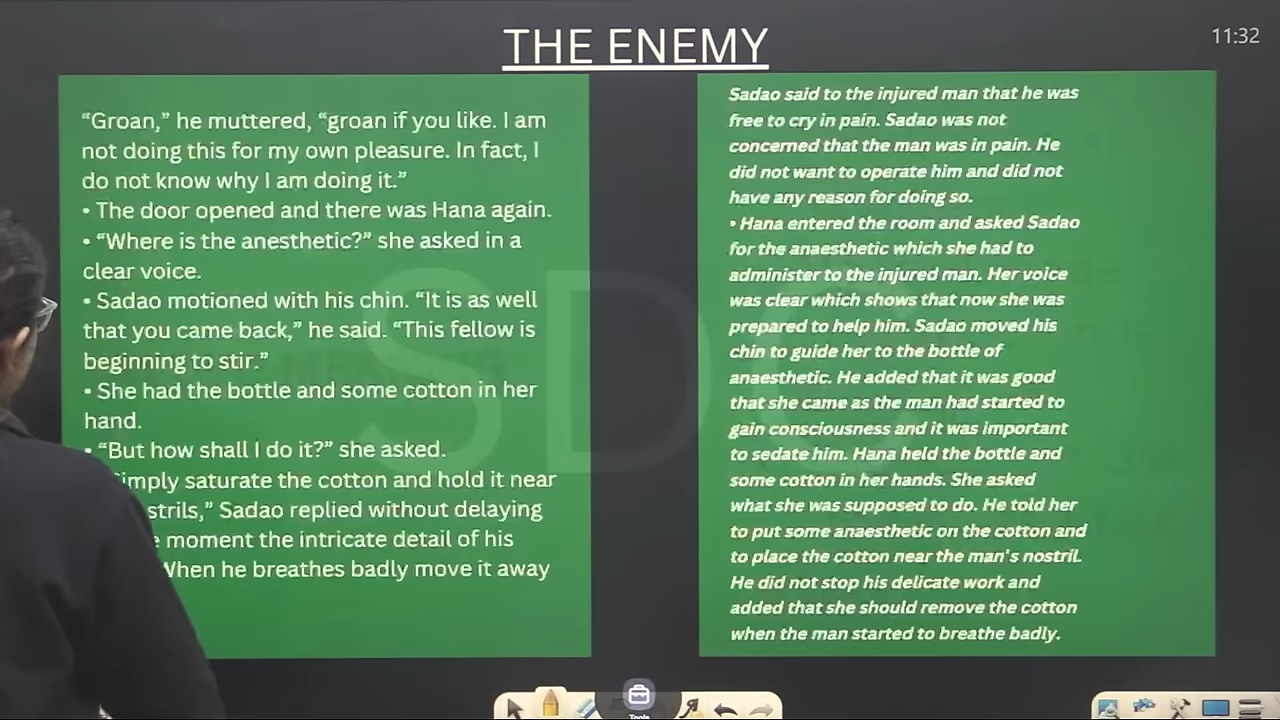 THE ENEMY
11:32
“Groan,” he muttered, “groan if you like. I am
not doing this for my own pleasure. In fact, I
do not know why I am doing it.”
• The door opened and there was Hana again.
• “Where is the anesthetic?” she asked in a
clear voice.
• Sadao motioned with his chin. “It is as well
that you came back,” he said. “This fellow is
beginning to stir.”
• She had the bottle and some cotton in her
hand.
• “But how shall I do it?” she asked.
saturate the cotton and hold it near
Sadao replied without delaying
moment the intricate detail of his
When he breathes badly move it away
Sadao said to the injured man that he was
free to cry in pain. Sadao was not
concerned that the man was in pain. He
did not want to operate him and did not
have any reason for doing so.
• Hana entered the room and asked Sadao
for the anaesthetic which she had to
administer to the injured man. Her voice
was clear which shows that now she was
prepared to help him. Sadao moved his
chin to guide her to the bottle of
anaesthetic. He added that it was good
that she came as the man had started to
gain consciousness and it was important
to sedate him. Hana held the bottle and
some cotton in her hands. She asked
what she was supposed to do. He told her
to put some anaesthetic on the cotton and
to place the cotton near the man's nostril.
He did not stop his delicate work and
added that she should remove the cotton
when the man started to breathe badly.
SDC
Tools